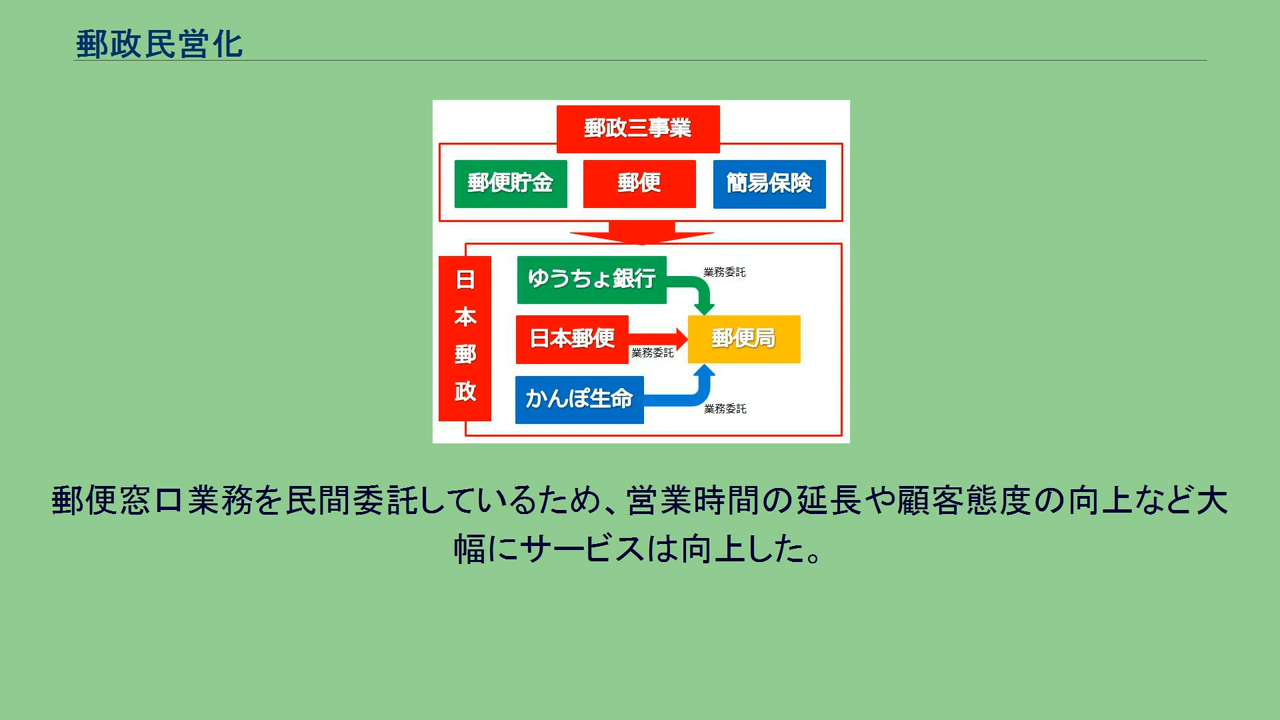 郵政民営化
郵政三事業
郵便貯金
郵便
簡易保険
日本郵政
ゆうちょ銀行
業務委託
日本郵便
業務委託
郵便局
かんぽ生命
業務委託
郵便窓口業務を民間委託しているため、営業時間の延長や顧客態度の向上など大
幅にサービスは向上した。